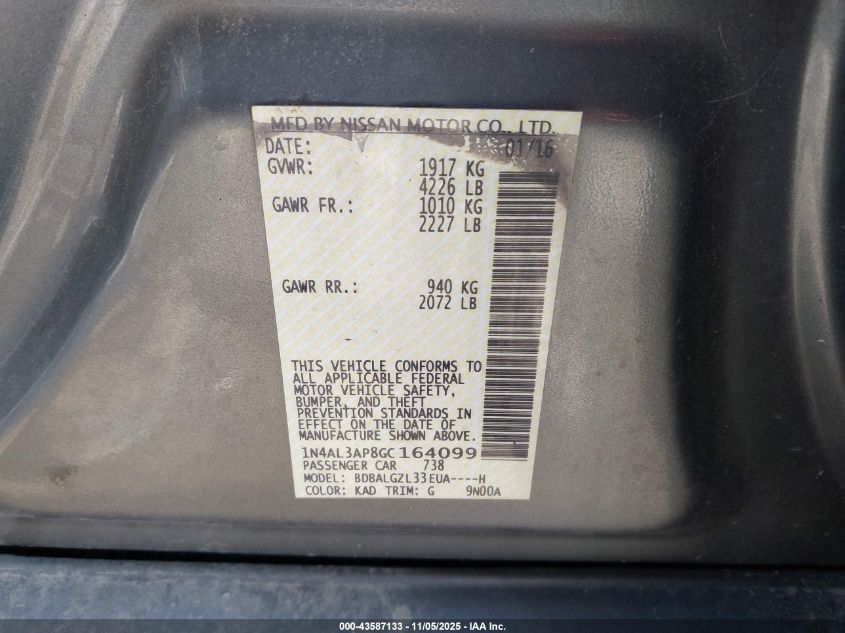 MFD BY NISSAN MOTOR CO., LTD.
DATE: 01/16
GVWR: 1917 KG
4226 LB
GAWR FR.: 1010 KG
2227 LB
GAWR RR.: 940 KG
2072 LB
THIS VEHICLE CONFORMS TO
ALL APPLICABLE FEDERAL
MOTOR VEHICLE SAFETY,
BUMPER, AND THEFT
PREVENTION STANDARDS IN
EFFECT ON THE DATE OF
MANUFACTURE SHOWN ABOVE.
1N4AL3AP8GC164099
PASSENGER CAR 738
MODEL: BDBALGZL33EUA----H
COLOR: KAD TRIM: G 9N00A
000-43587133 - 11/05/2025 - IAA Inc.